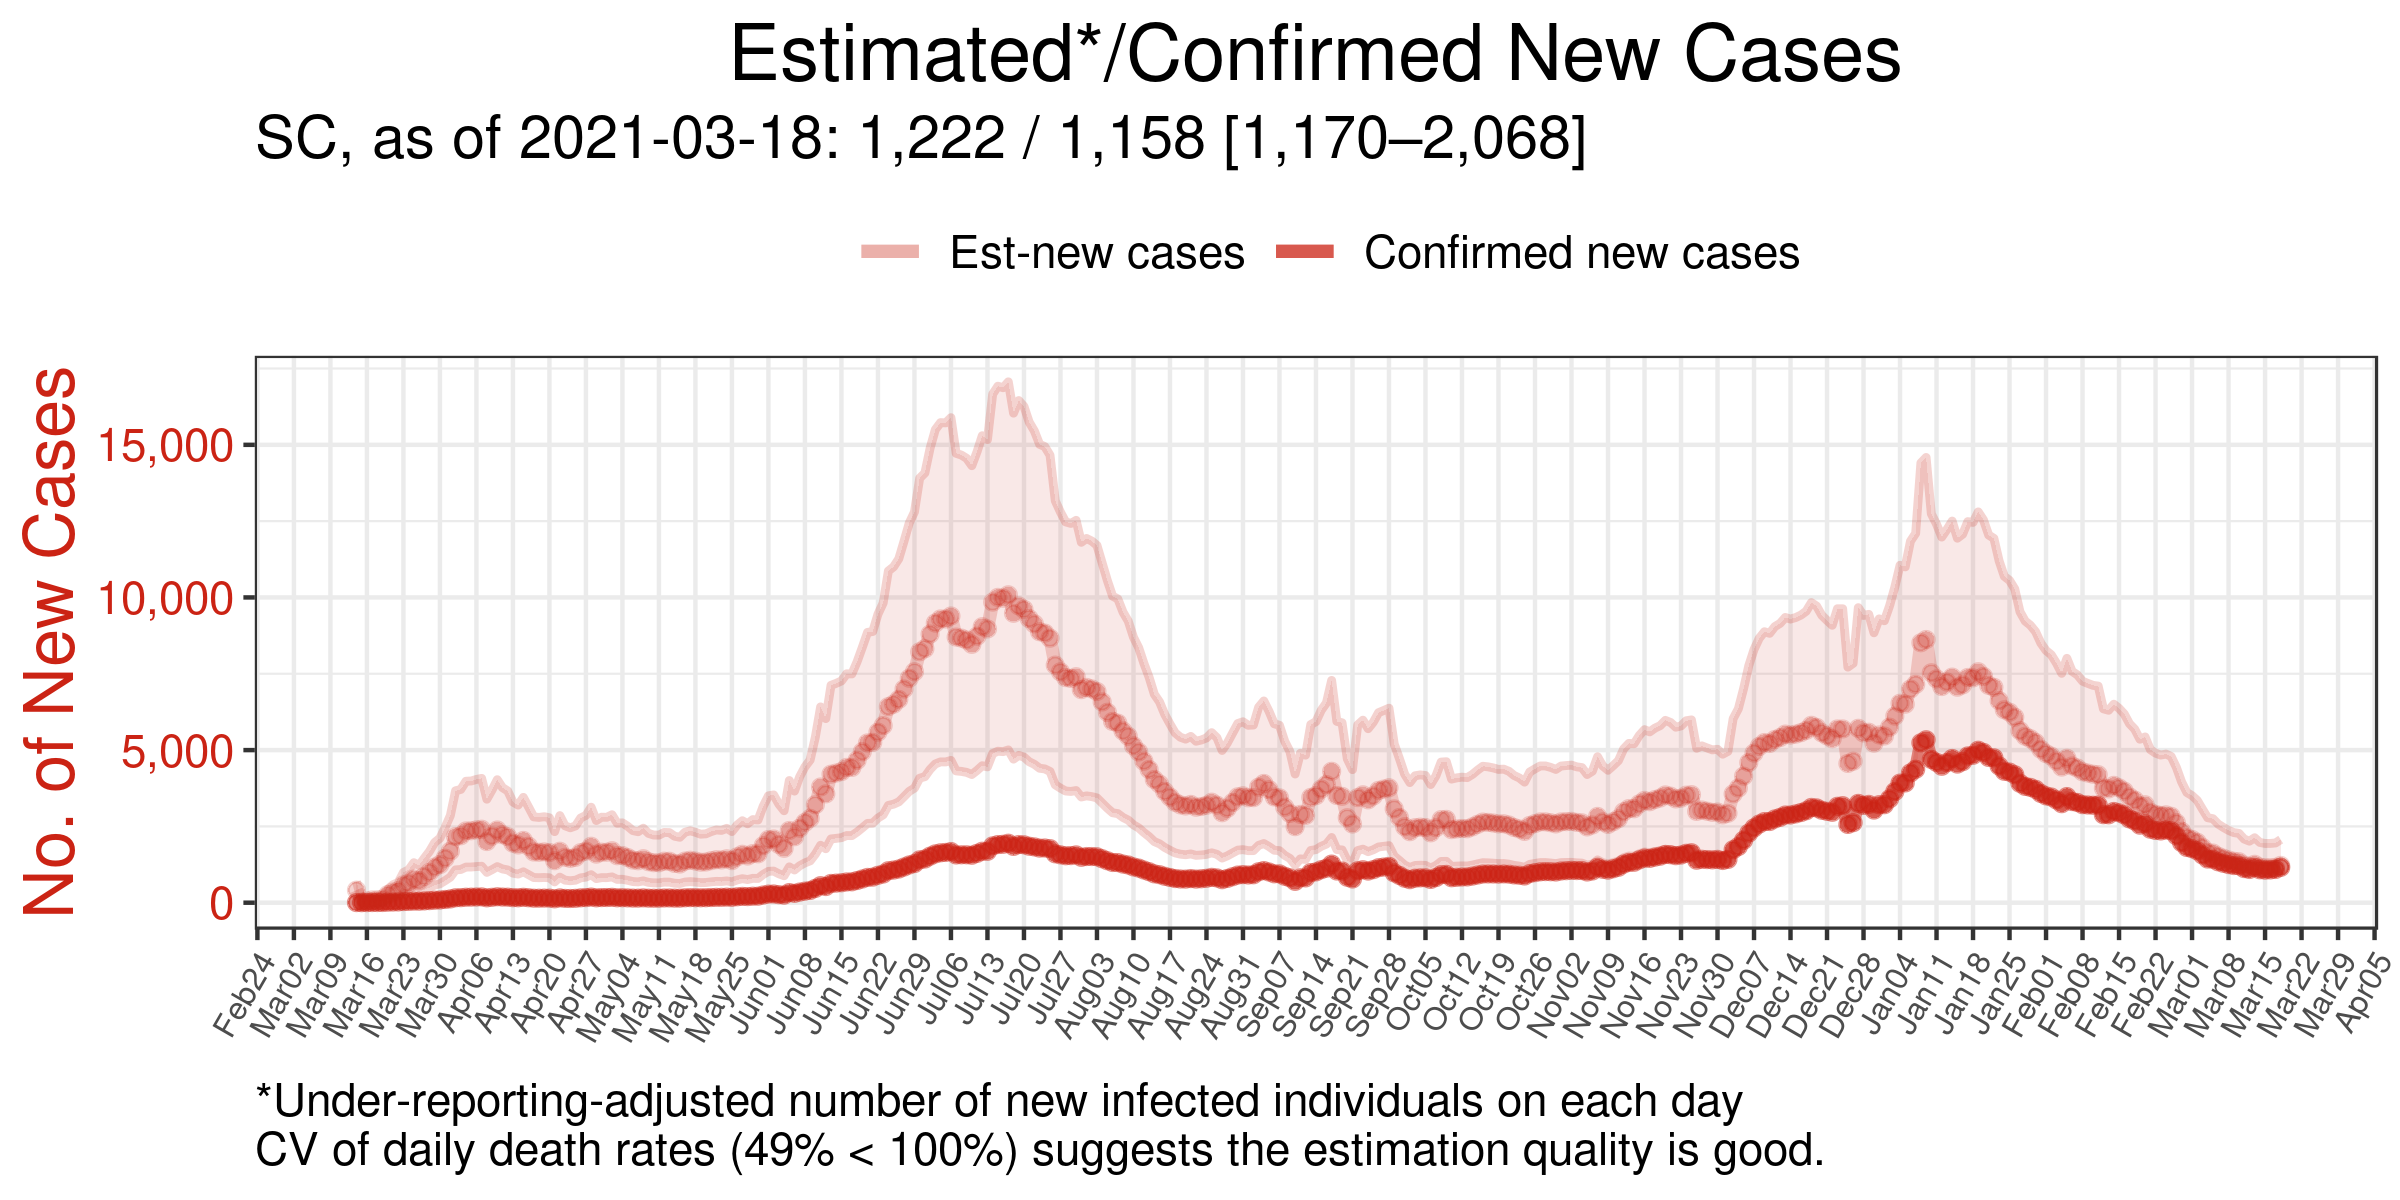 Estimated*/Confirmed New Cases
SC, as of 2021-03-18: 1,222 / 1,158 [1,170–2,068]
Est-new cases
Confirmed new cases
No. of New Cases
15,000
10,000
5,000
0
Feb24
Mar02
Mar09
Mar16
Mar23
Mar30
Apr06
Apr13
Apr20
Apr27
May04
May11
May18
May25
Jun01
Jun08
Jun15
Jun22
Jun29
Jul06
Jul13
Jul20
Jul27
Aug03
Aug10
Aug17
Aug24
Aug31
Sep07
Sep14
Sep21
Sep28
Oct05
Oct12
Oct19
Oct26
Nov02
Nov09
Nov16
Nov23
Nov30
Dec07
Dec14
Dec21
Dec28
Jan04
Jan11
Jan18
Jan25
Feb01
Feb08
Feb15
Feb22
Mar01
Mar08
Mar15
Mar22
Mar29
Apr05
*Under-reporting-adjusted number of new infected individuals on each day
CV of daily death rates (49% < 100%) suggests the estimation quality is good.